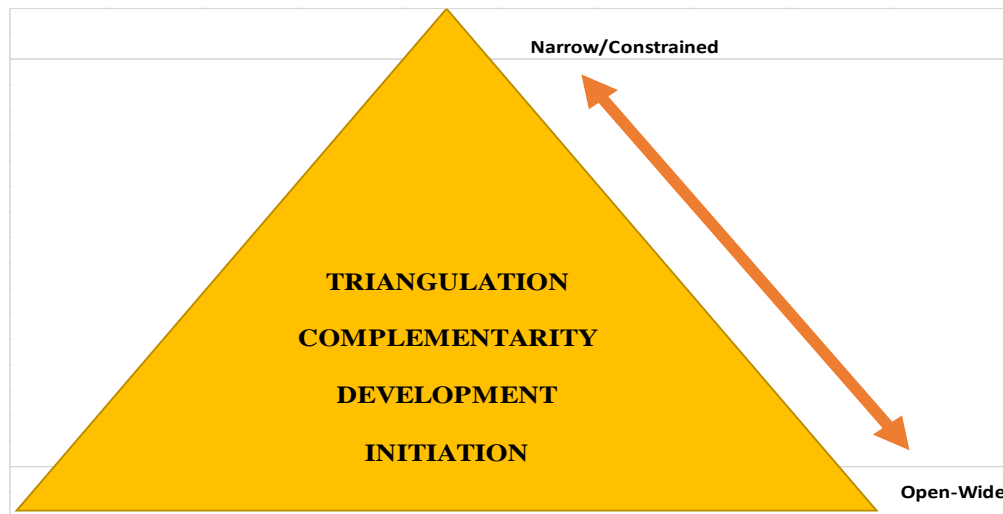 Narrow/Constrained
TRIANGULATION
COMPLEMENTARITY
DEVELOPMENT
INITIATION
Open-Wide